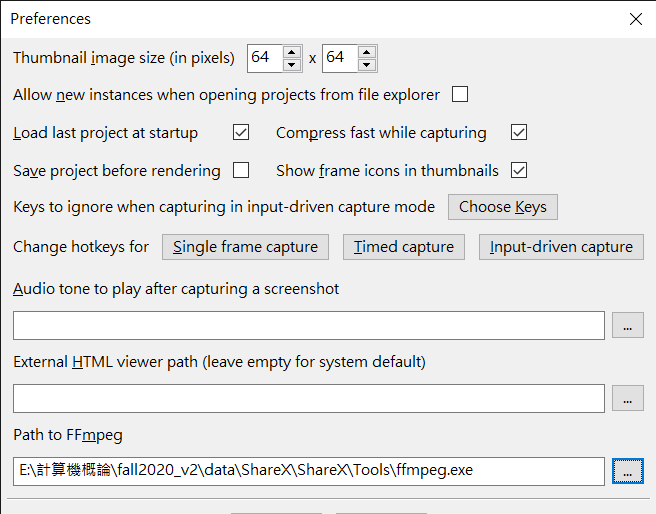 Preferences
Thumbnail image size (in pixels) 64 x 64
Allow new instances when opening projects from file explorer
Load last project at startup Compress fast while capturing
Save project before rendering Show frame icons in thumbnails
Keys to ignore when capturing in input-driven capture mode Choose Keys
Change hotkeys for Single frame capture Timed capture Input-driven capture
Audio tone to play after capturing a screenshot
...
External HTML viewer path (leave empty for system default)
...
Path to FFmpeg
E:\計算機概論\fall2020_v2\data\ShareX\ShareX\Tools\ffmpeg.exe ...